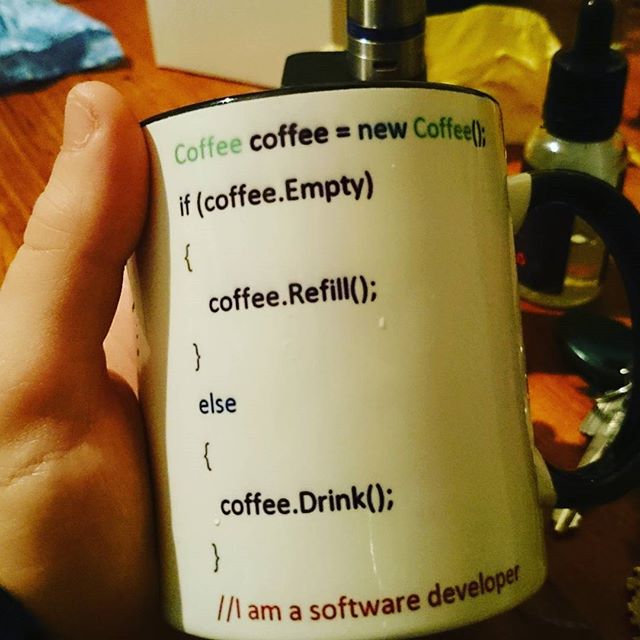 Coffee coffee = new Coffee();
if (coffee.Empty)
{
coffee.Refill();
}
else
{
coffee.Drink();
}
//I am a software developer